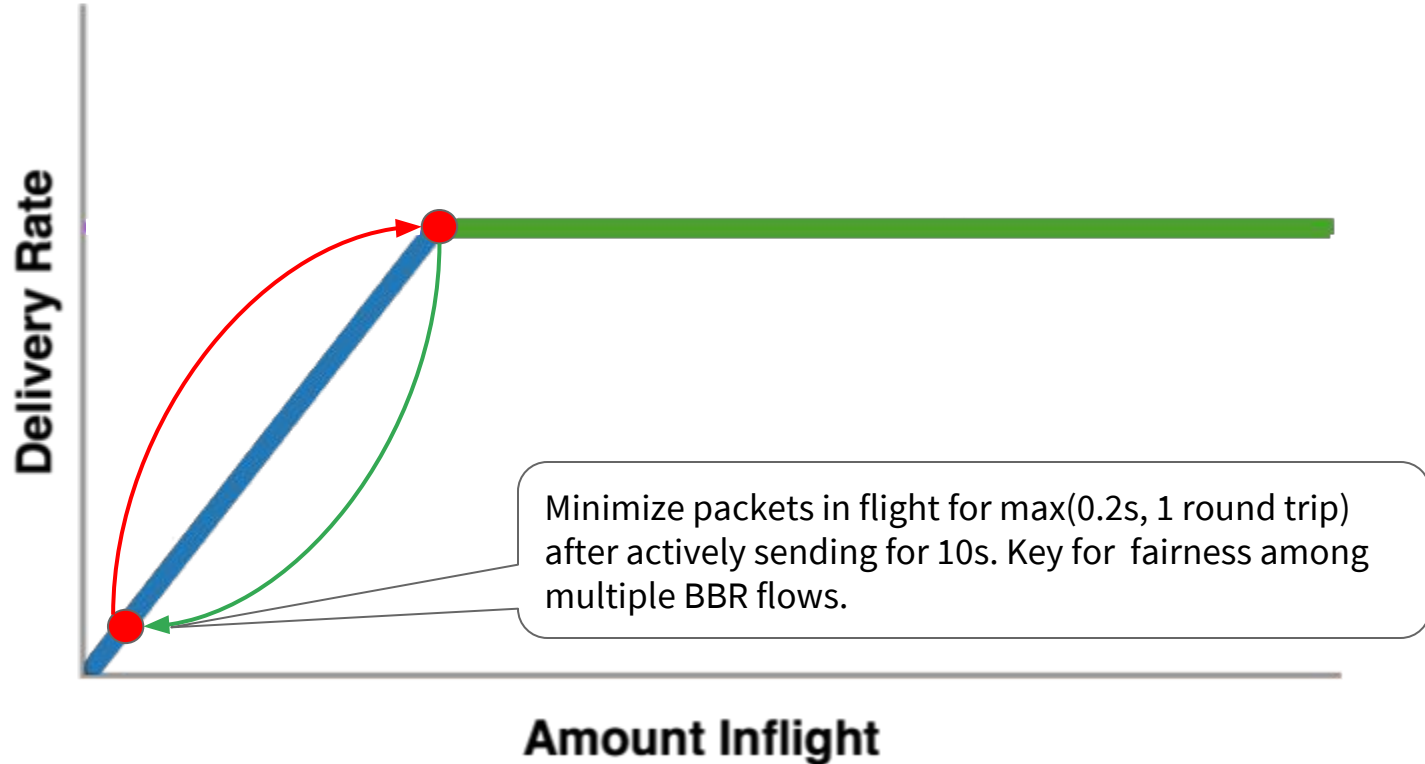 Delivery Rate
Minimize packets in flight for max(0.2s, 1 round trip)
after actively sending for 10s. Key for  fairness among
multiple BBR flows.
Amount Inflight